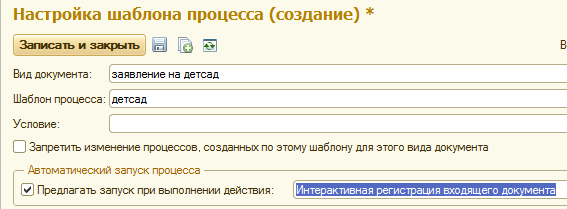 Настройка шаблона процесса (создание) *
Записать и закрыть
В
Вид документа: заявление на детсад
Шаблон процесса: детсад
Условие:
Запретить изменение процессов, созданных по этому шаблону для этого вида документа
Автоматический запуск процесса
Предлагать запуск при выполнении действия: Интерактивная регистрация входящего документа